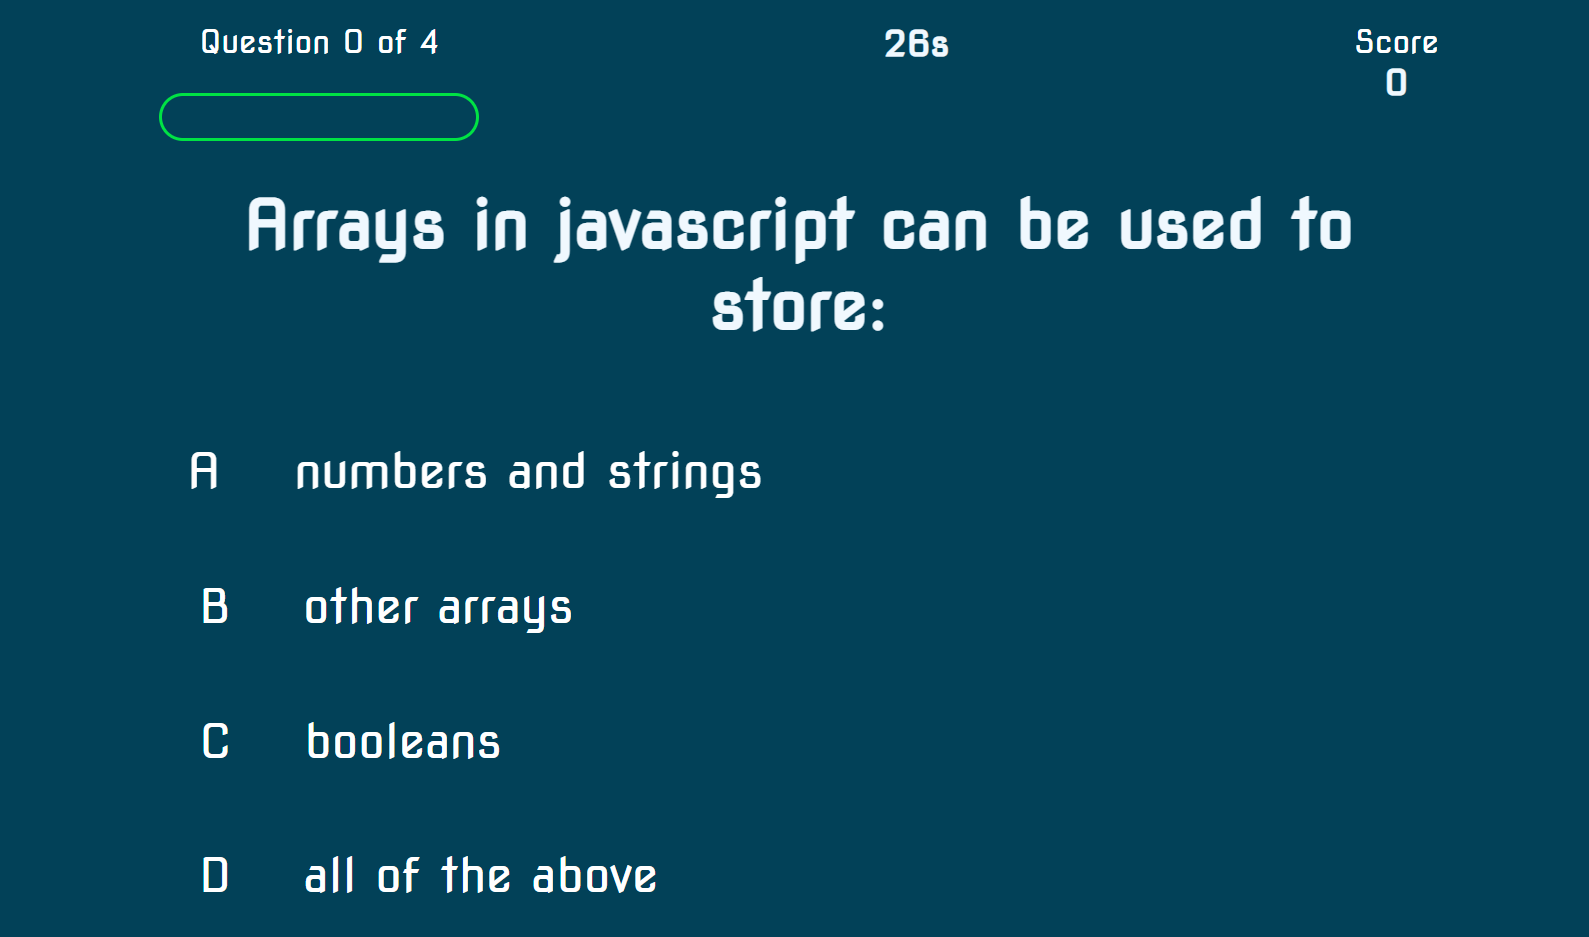 Question 0 of 4
26s
Score
0
Arrays in javascript can be used to
store:
A numbers and strings
B other arrays
C booleans
D all of the above